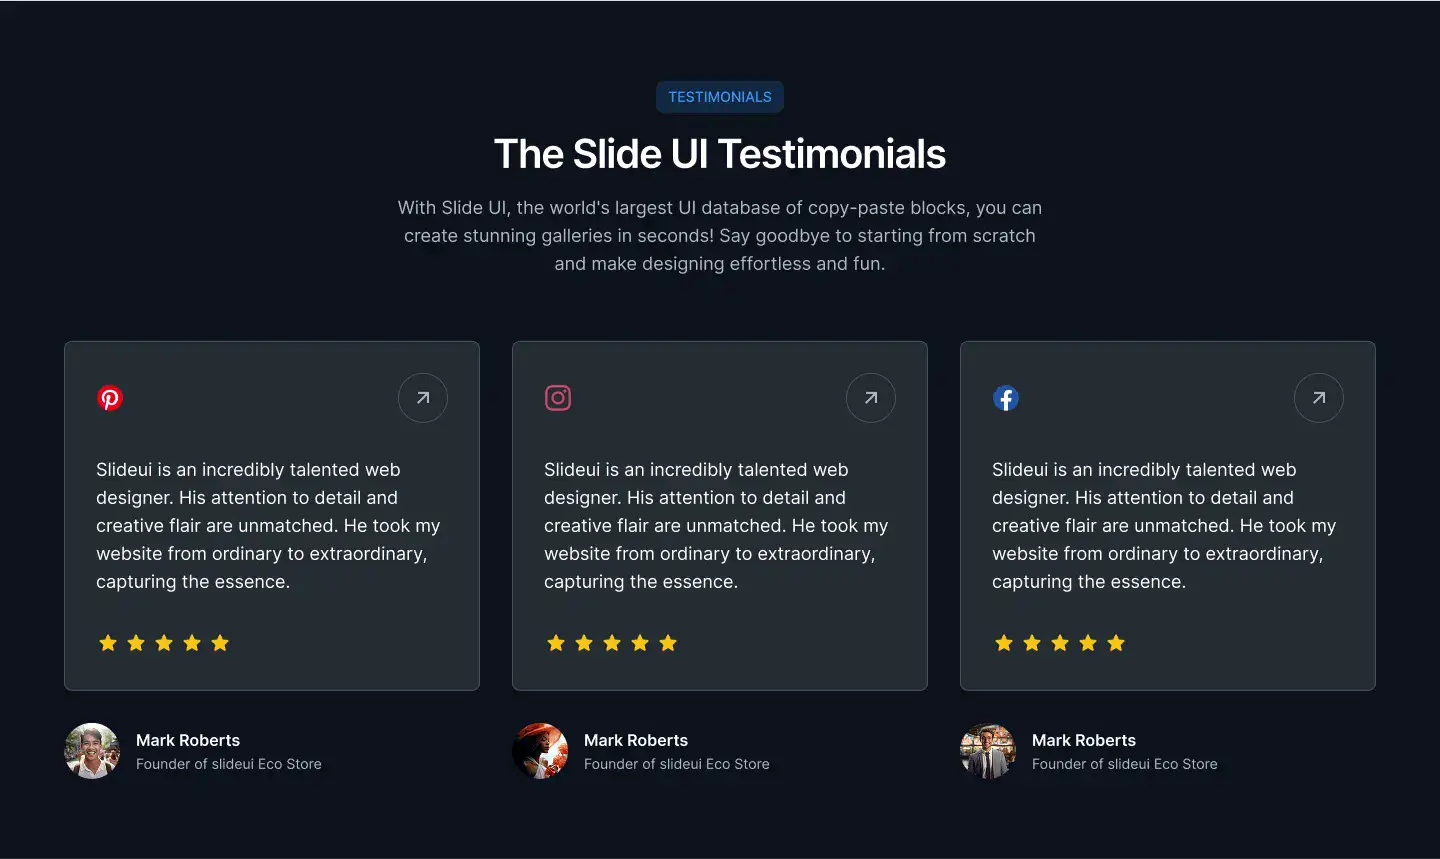 TESTIMONIALS
The Slide UI Testimonials
With Slide UI, the world's largest UI database of copy-paste blocks, you can
create stunning galleries in seconds! Say goodbye to starting from scratch
and make designing effortless and fun.
Slideui is an incredibly talented web
designer. His attention to detail and
creative flair are unmatched. He took my
website from ordinary to extraordinary,
capturing the essence.
Mark Roberts
Founder of slideui Eco Store
Slideui is an incredibly talented web
designer. His attention to detail and
creative flair are unmatched. He took my
website from ordinary to extraordinary,
capturing the essence.
Mark Roberts
Founder of slideui Eco Store
Slideui is an incredibly talented web
designer. His attention to detail and
creative flair are unmatched. He took my
website from ordinary to extraordinary,
capturing the essence.
Mark Roberts
Founder of slideui Eco Store